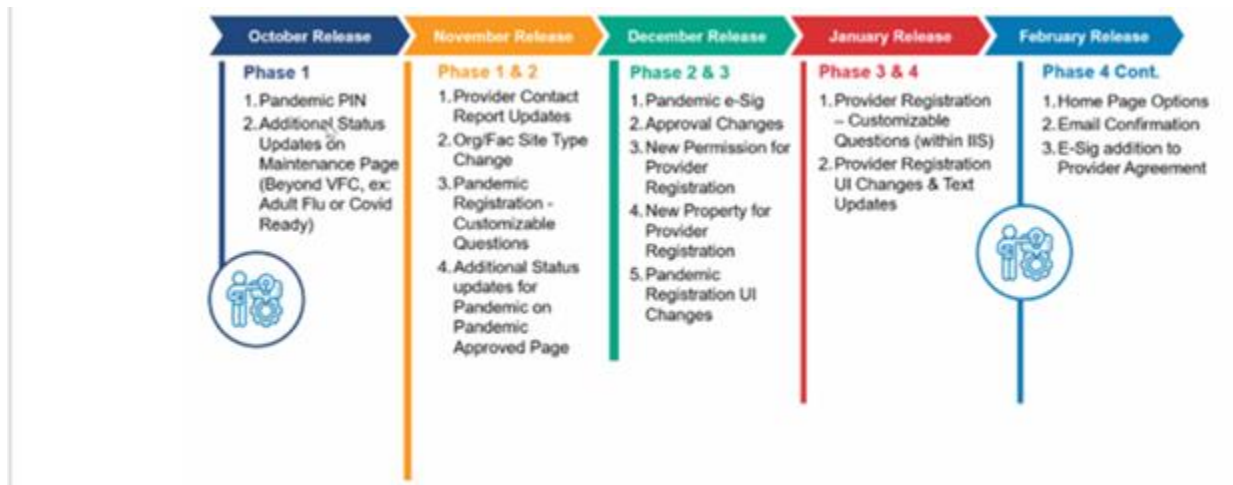 October Release
November Release
December Release
January Release
February Release
Phase 1
1. Pandemic PIN
2. Additional Status
Updates on
Maintenance Page
(Beyond VFC, ex:
Adult Flu or Covid
Ready)
Phase 1 & 2
1. Provider Contact
Report Updates
2. Org/Fac Site Type
Change
3. Pandemic
Registration -
Customizable
Questions
4. Additional Status
updates for
Pandemic on
Pandemic
Approved Page
Phase 2 & 3
1. Pandemic e-Sig
2. Approval Changes
3. New Permission for
Provider
Registration
4. New Property for
Provider
Registration
5. Pandemic
Registration UI
Changes
Phase 3 & 4
1. Provider Registration
– Customizable
Questions (within IIS)
2. Provider Registration
UI Changes & Text
Updates
Phase 4 Cont.
1. Home Page Options
2. Email Confirmation
3. E-Sig addition to
Provider Agreement